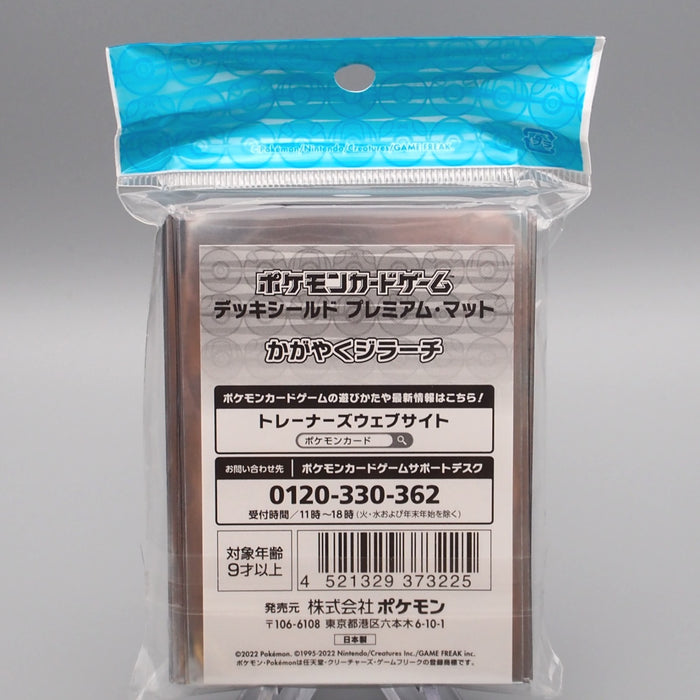 ©Pokémon/Nintendo/Creatures/GAME FREAK
ポケモンカードゲーム
デッキシールド プレミアム・マット
かがやくジラーチ
ポケモンカードゲームの遊びかたや最新情報はこちら!
トレーナーズウェブサイト
ポケモンカード
お問い合わせ先 ポケモンカードゲームサポートデスク
0120-330-362
受付時間/11時~18時(火・水および年末年始を除く)
対象年齢
9才以上
4 521329 373225
発売元 株式会社ポケモン
〒106-6108 東京都港区六本木6-10-1
日本製
©2022 Pokémon. ©1995-2022 Nintendo/Creatures Inc./GAME FREAK inc.
ポケモン・Pokémonは任天堂・クリーチャーズ・ゲームフリークの登録商標です。